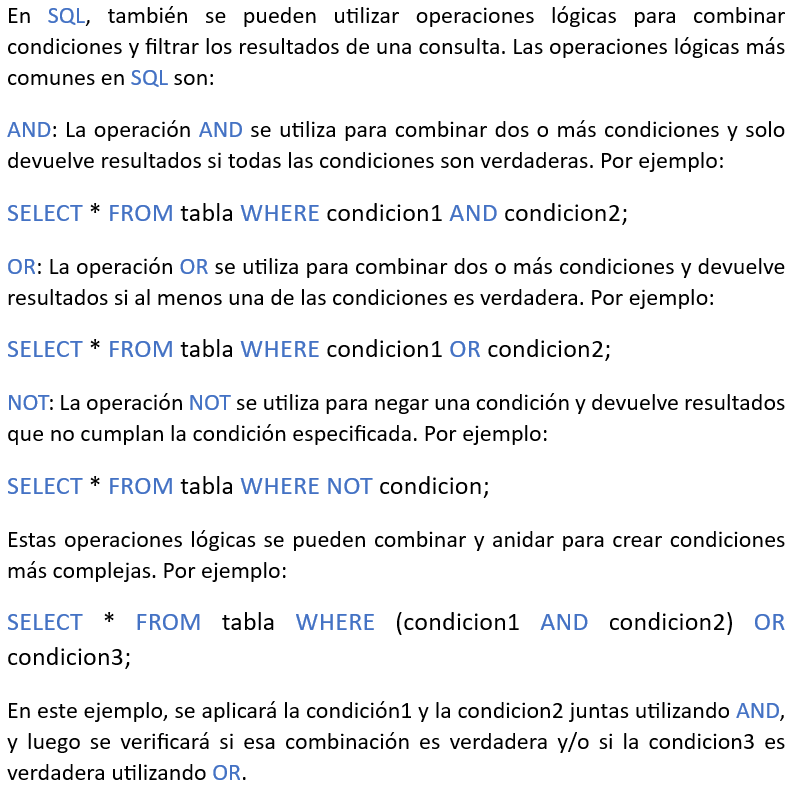 En SQL, también se pueden utilizar operaciones lógicas para combinar
condiciones y filtrar los resultados de una consulta. Las operaciones lógicas más
comunes en SQL son:
AND: La operación AND se utiliza para combinar dos o más condiciones y solo
devuelve resultados si todas las condiciones son verdaderas. Por ejemplo:
SELECT * FROM tabla WHERE condicion1 AND condicion2;
OR: La operación OR se utiliza para combinar dos o más condiciones y devuelve
resultados si al menos una de las condiciones es verdadera. Por ejemplo:
SELECT * FROM tabla WHERE condicion1 OR condicion2;
NOT: La operación NOT se utiliza para negar una condición y devuelve resultados
que no cumplan la condición especificada. Por ejemplo:
SELECT * FROM tabla WHERE NOT condicion;
Estas operaciones lógicas se pueden combinar y anidar para crear condiciones
más complejas. Por ejemplo:
SELECT * FROM tabla WHERE (condicion1 AND condicion2) OR
condicion3;
En este ejemplo, se aplicará la condición1 y la condicion2 juntas utilizando AND,
y luego se verificará si esa combinación es verdadera y/o si la condicion3 es
verdadera utilizando OR.